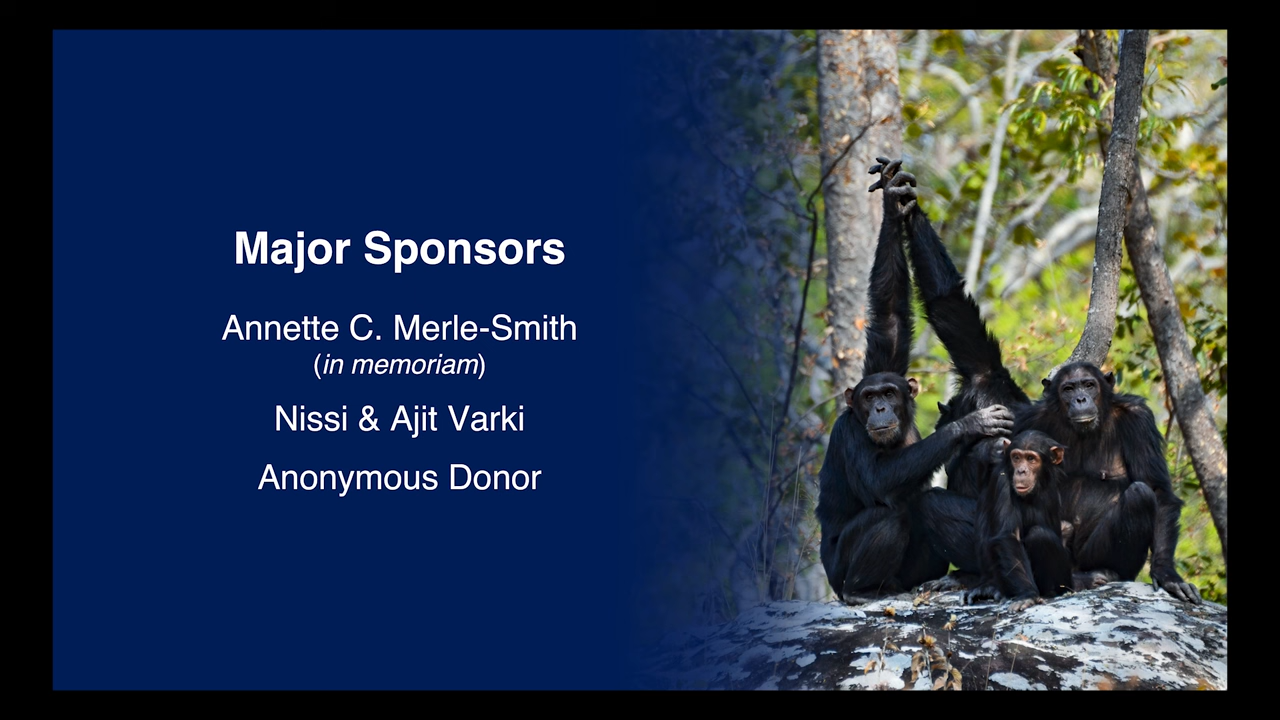 Major Sponsors
Annette C. Merle-Smith
(in memoriam)
Nissi & Ajit Varki
Anonymous Donor